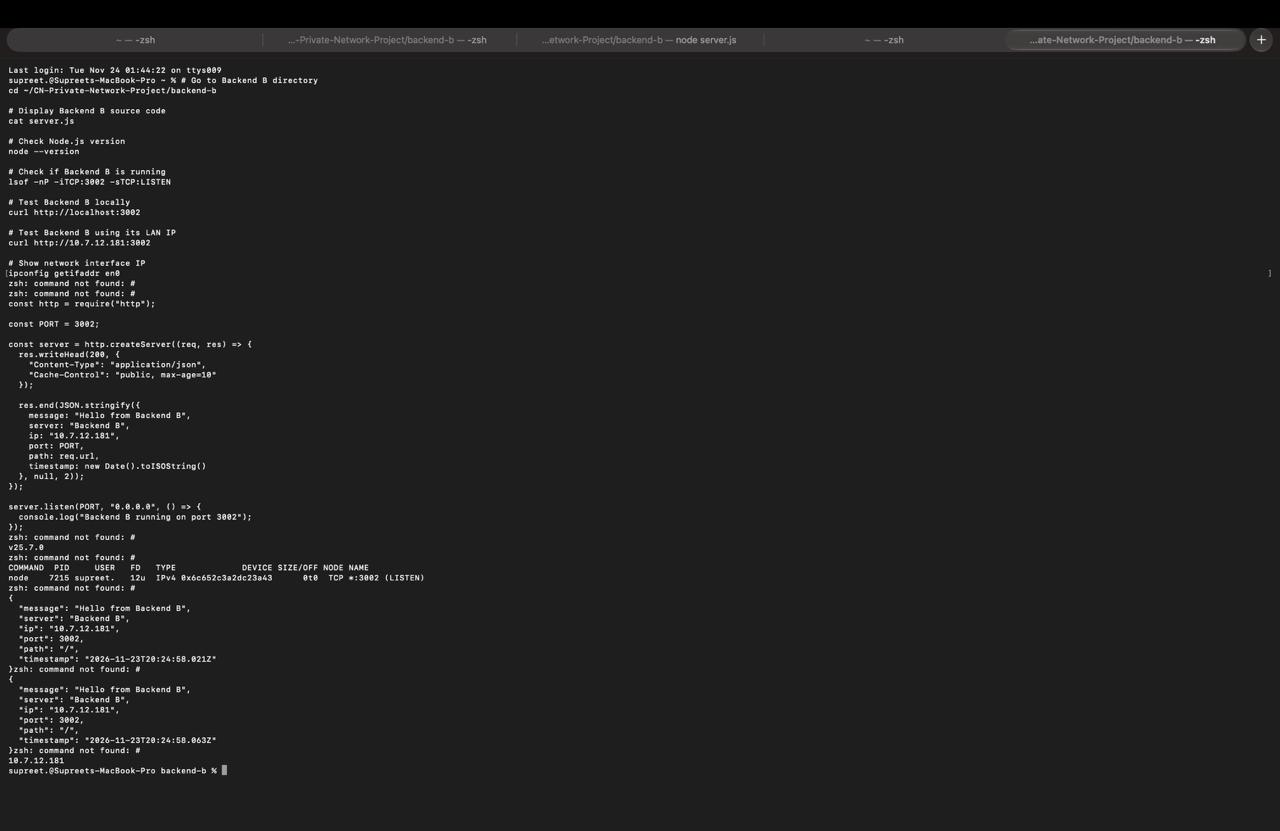 ~ — -zsh
...-Private-Network-Project/backend-b — -zsh
...etwork-Project/backend-b — node server.js
~ — -zsh
...ate-Network-Project/backend-b — -zsh
+
Last login: Tue Nov 24 01:44:22 on ttys009
supreet.@Supreets-MacBook-Pro ~ % # Go to Backend B directory
cd ~/CN-Private-Network-Project/backend-b

# Display Backend B source code
cat server.js

# Check Node.js version
node --version

# Check if Backend B is running
lsof -nP -iTCP:3002 -sTCP:LISTEN

# Test Backend B locally
curl http://localhost:3002

# Test Backend B using its LAN IP
curl http://10.7.12.181:3002

# Show network interface IP
[ipconfig getifaddr en0 ]
zsh: command not found: #
zsh: command not found: #
const http = require("http");

const PORT = 3002;

const server = http.createServer((req, res) => {
  res.writeHead(200, {
    "Content-Type": "application/json",
    "Cache-Control": "public, max-age=10"
  });

  res.end(JSON.stringify({
    message: "Hello from Backend B",
    server: "Backend B",
    ip: "10.7.12.181",
    port: PORT,
    path: req.url,
    timestamp: new Date().toISOString()
  }, null, 2));
});

server.listen(PORT, "0.0.0.0", () => {
  console.log("Backend B running on port 3002");
});
zsh: command not found: #
v25.7.0
zsh: command not found: #
COMMAND  PID     USER   FD   TYPE             DEVICE SIZE/OFF NODE NAME
node    7215 supreet.   12u  IPv4 0x6c652c3a2dc23a43      0t0  TCP *:3002 (LISTEN)
zsh: command not found: #
{
  "message": "Hello from Backend B",
  "server": "Backend B",
  "ip": "10.7.12.181",
  "port": 3002,
  "path": "/",
  "timestamp": "2026-11-23T20:24:58.021Z"
}zsh: command not found: #
{
  "message": "Hello from Backend B",
  "server": "Backend B",
  "ip": "10.7.12.181",
  "port": 3002,
  "path": "/",
  "timestamp": "2026-11-23T20:24:58.063Z"
}zsh: command not found: #
10.7.12.181
supreet.@Supreets-MacBook-Pro backend-b %